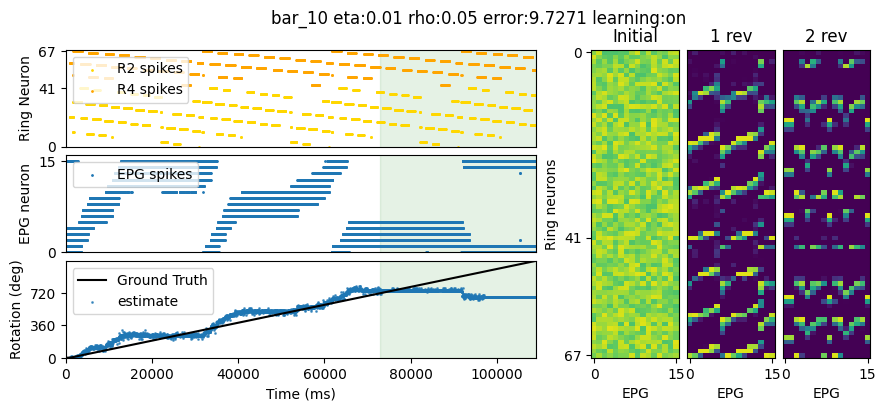 bar_10 eta:0.01 rho:0.05 error:9.7271 learning:on
67
41
0
Ring Neuron
R2 spikes
R4 spikes
15
0
EPG neuron
EPG spikes
720
360
0
Rotation (deg)
Ground Truth
estimate
0 20000 40000 60000 80000 100000
Time (ms)
Initial 1 rev 2 rev
0
41
67
Ring neurons
0 15 0 15 0 15
EPG EPG EPG